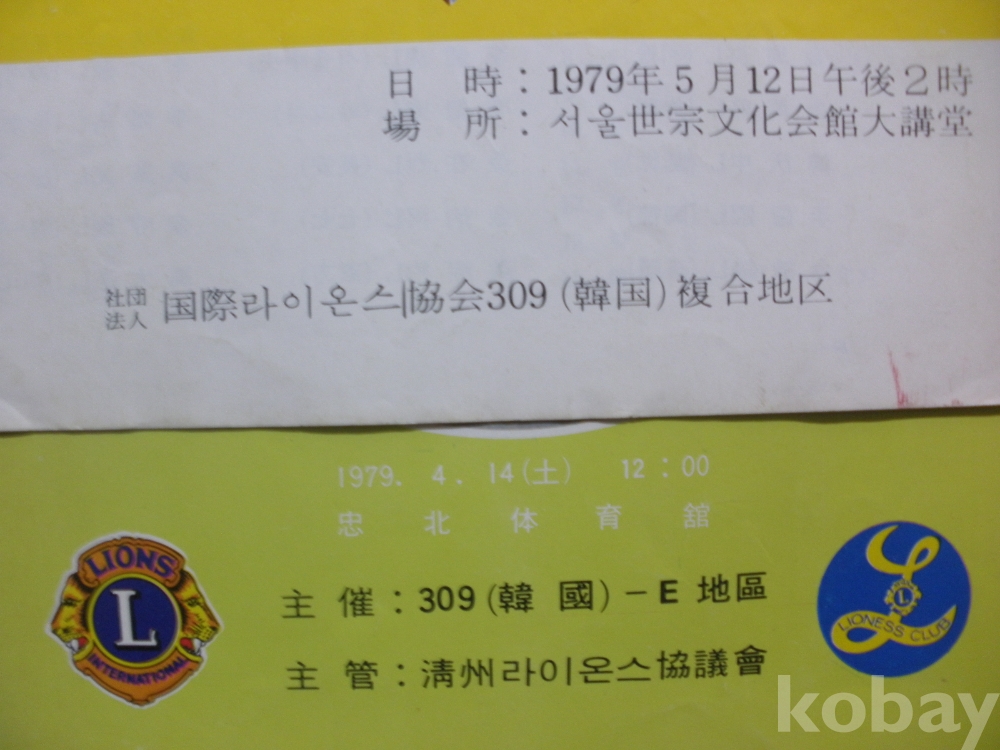 日 時 : 1979年 5 月 12日 午後 2 時
場 所 : 서울世宗文化会館大講堂
社団
法人 国際라이온스協会309 (韓国) 複合地区
1979. 4. 14(土) 12 : 00
忠北体育舘
主催 : 309 (韓國) － E 地區
主管 : 淸州라이온스協議會
LIONS
L
INTERNATIONAL
L
LIONESS CLUB
kobay